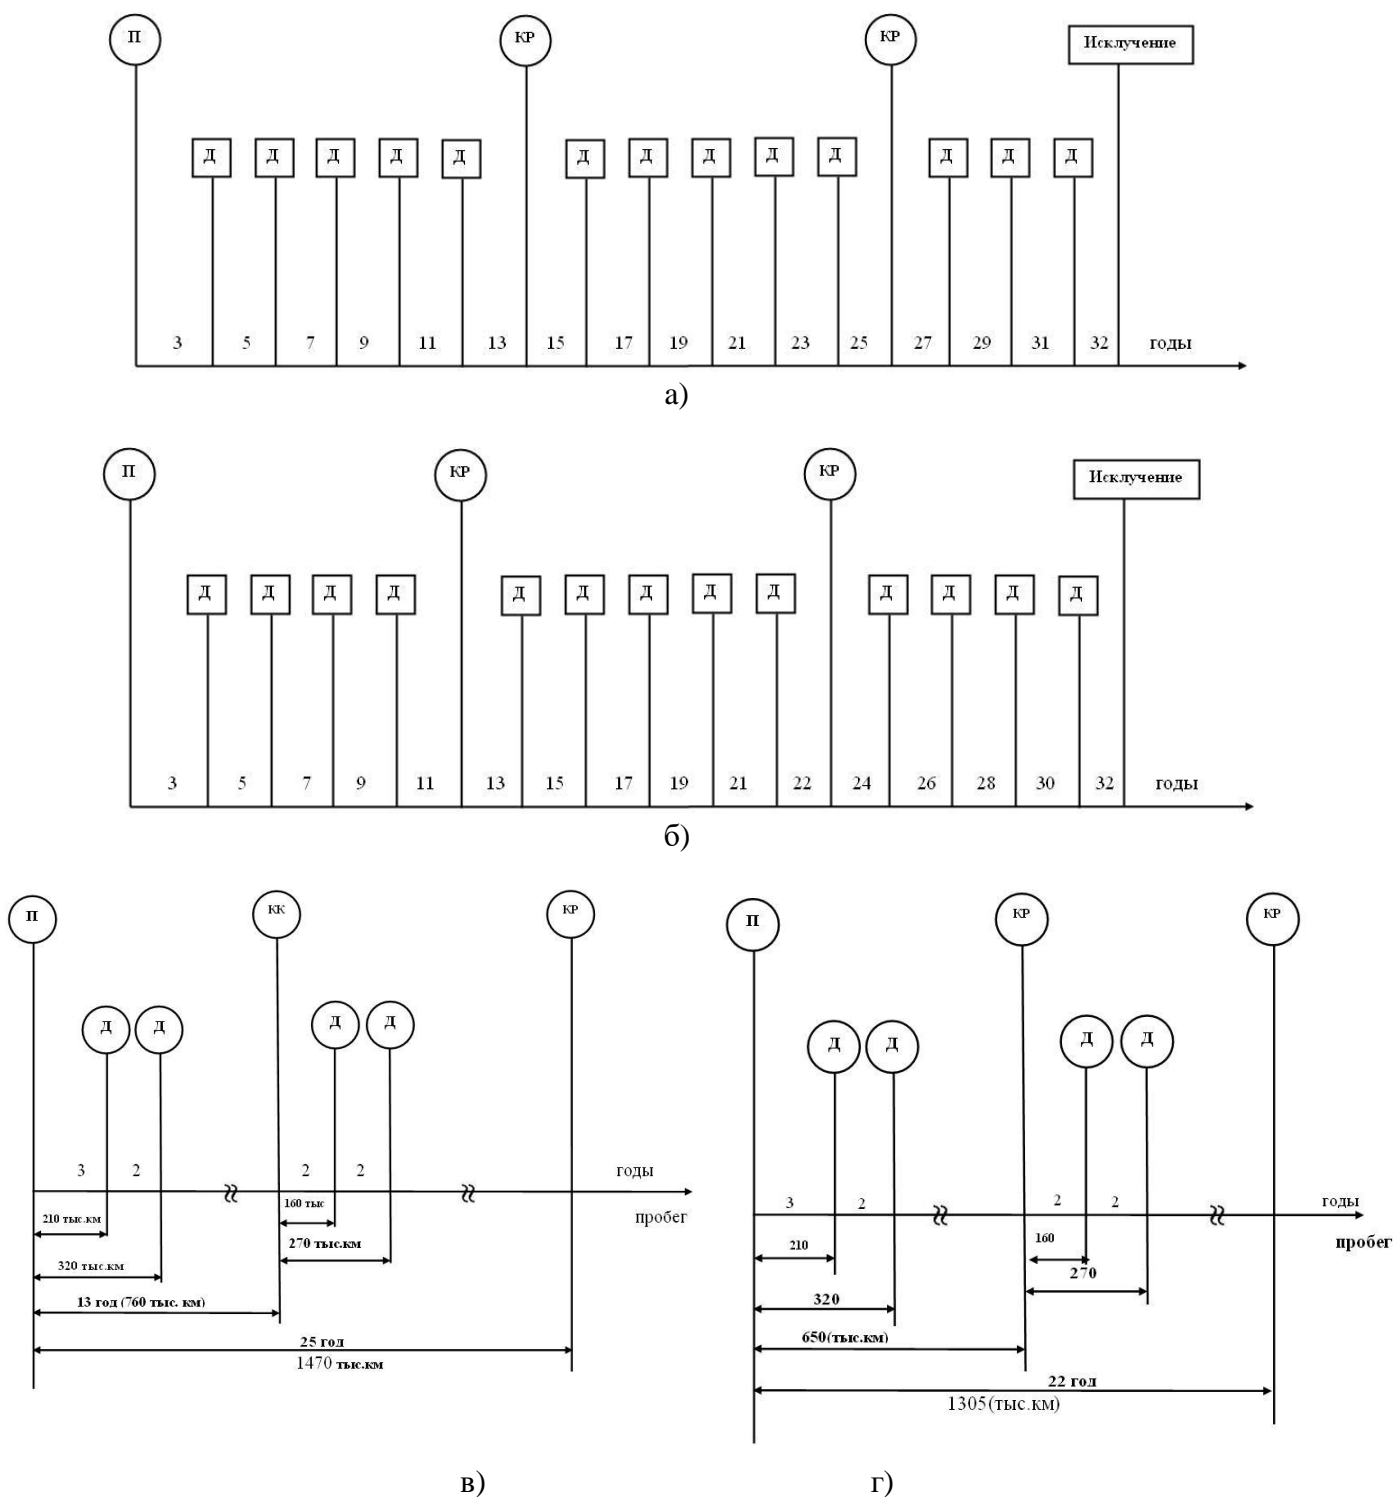 П КР КР Исключение
Д Д Д Д Д Д Д Д Д Д Д Д Д
3 5 7 9 11 13 15 17 19 21 23 25 27 29 31 32 годы
а)
П КР КР Исключение
Д Д Д Д Д Д Д Д Д Д Д Д Д
3 5 7 9 11 13 15 17 19 21 22 24 26 28 30 32 годы
б)
П КК КР
Д Д Д Д
3 2 2 2 годы
210 тыс.км 160 тыс пробег
320 тыс.км 270 тыс.км
13 год (760 тыс. км)
25 год
1470 тыс.км
в)
П КР КР
Д Д Д Д
3 2 2 2 годы
210 160 пробег
320 270
650(тыс.км)
22 год
1305(тыс.км)
г)